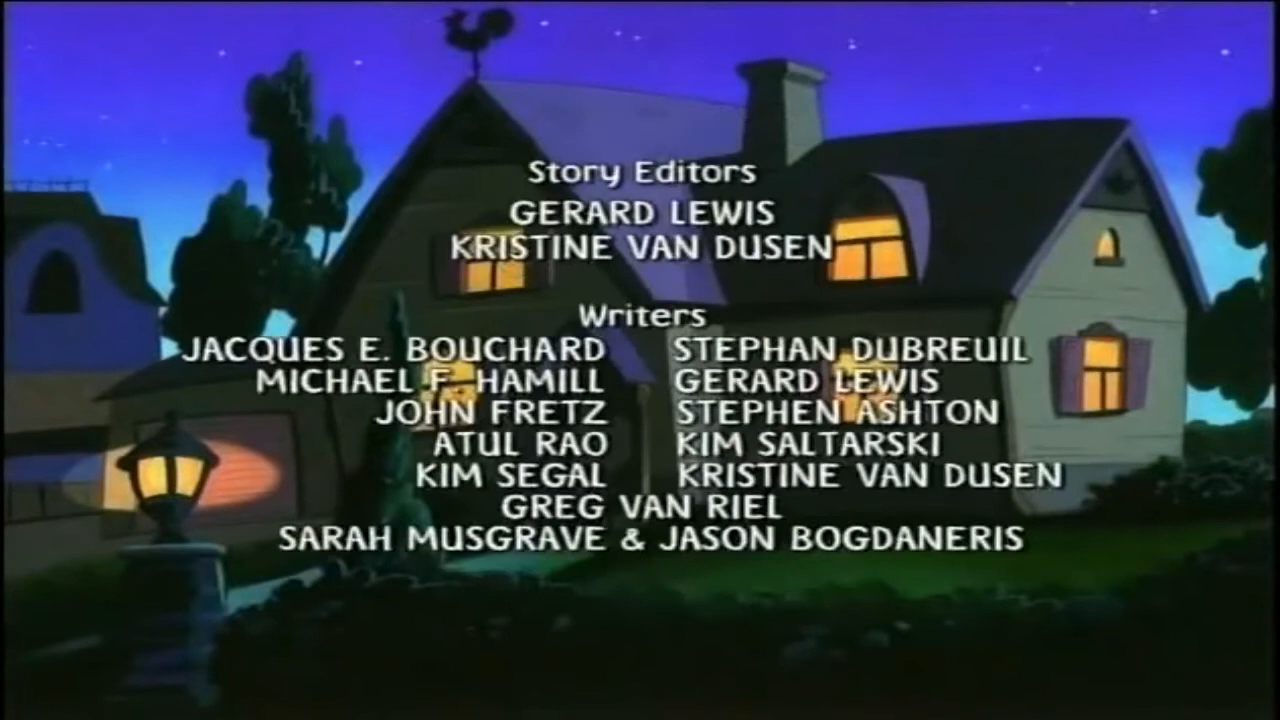 Story Editors
GERARD LEWIS
KRISTINE VAN DUSEN
Writers
JACQUES E. BOUCHARD STEPHAN DUBREUIL
MICHAEL F. HAMILL GERARD LEWIS
JOHN FRETZ STEPHEN ASHTON
ATUL RAO KIM SALTARSKI
KIM SEGAL KRISTINE VAN DUSEN
GREG VAN RIEL
SARAH MUSGRAVE & JASON BOGDANERIS